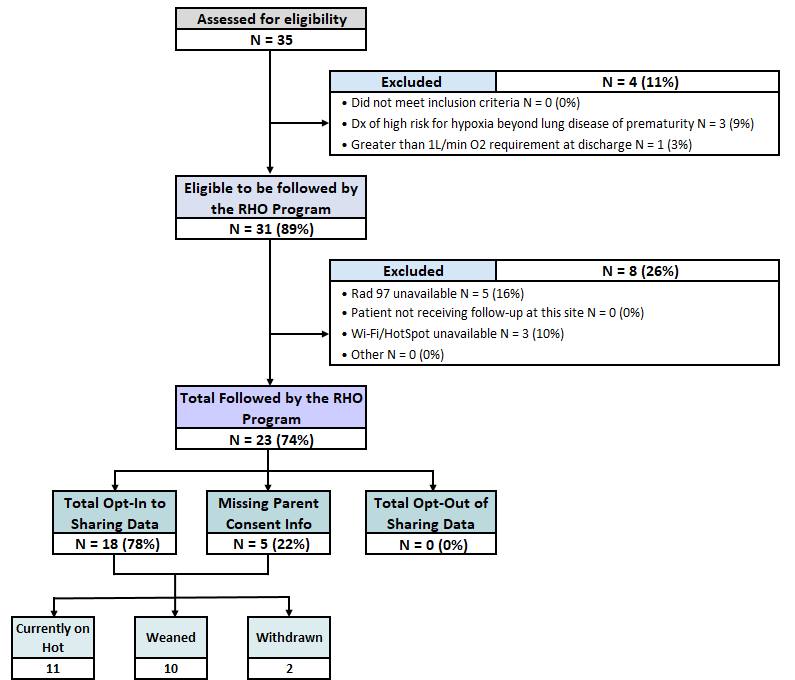 Assessed for eligibility
N = 35
Excluded
N = 4 (11%)
• Did not meet inclusion criteria N = 0 (0%)
• Dx of high risk for hypoxia beyond lung disease of prematurity N = 3 (9%)
• Greater than 1L/min O2 requirement at discharge N = 1 (3%)
Eligible to be followed by
the RHO Program
N = 31 (89%)
Excluded
N = 8 (26%)
• Rad 97 unavailable N = 5 (16%)
• Patient not receiving follow-up at this site N = 0 (0%)
• Wi-Fi/HotSpot unavailable N = 3 (10%)
• Other N = 0 (0%)
Total Followed by the RHO
Program
N = 23 (74%)
Total Opt-In to
Sharing Data
N = 18 (78%)
Missing Parent
Consent Info
N = 5 (22%)
Total Opt-Out of
Sharing Data
N = 0 (0%)
Currently on
Hot
11
Weaned
10
Withdrawn
2